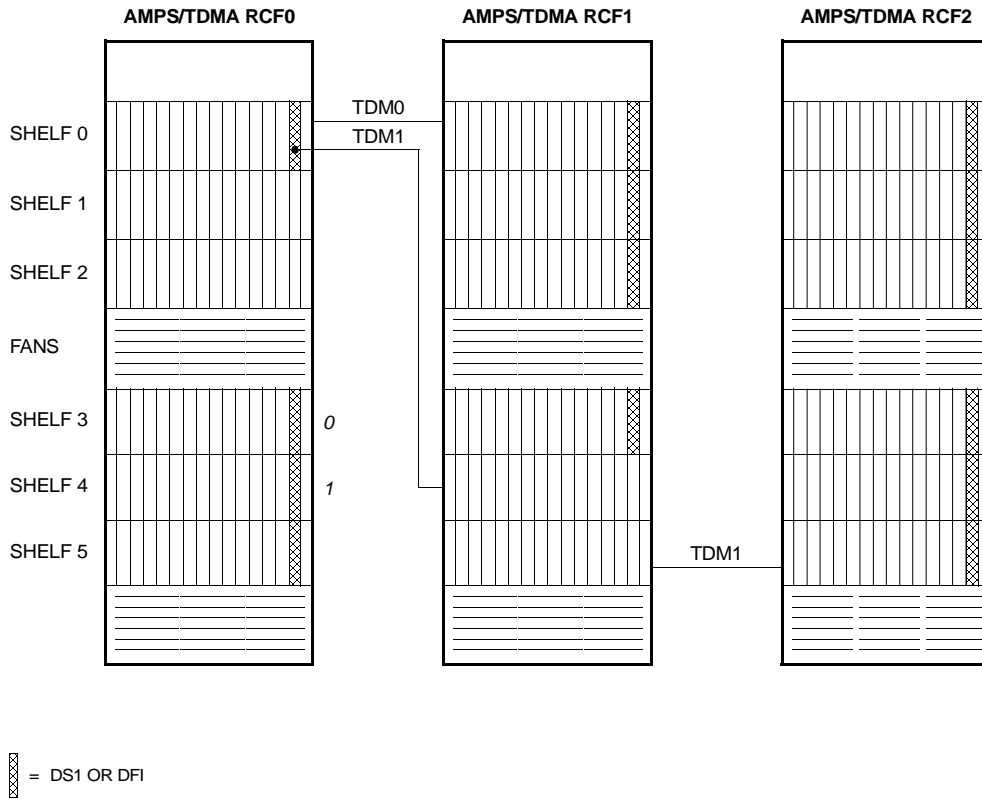 AMPS/TDMA RCF0 AMPS/TDMA RCF1 AMPS/TDMA RCF2
TDM0
SHELF 0
TDM1
SHELF 1
SHELF 2
FANS
SHELF 3 0
SHELF 4 1
SHELF 5
TDM1
= DS1 OR DFI